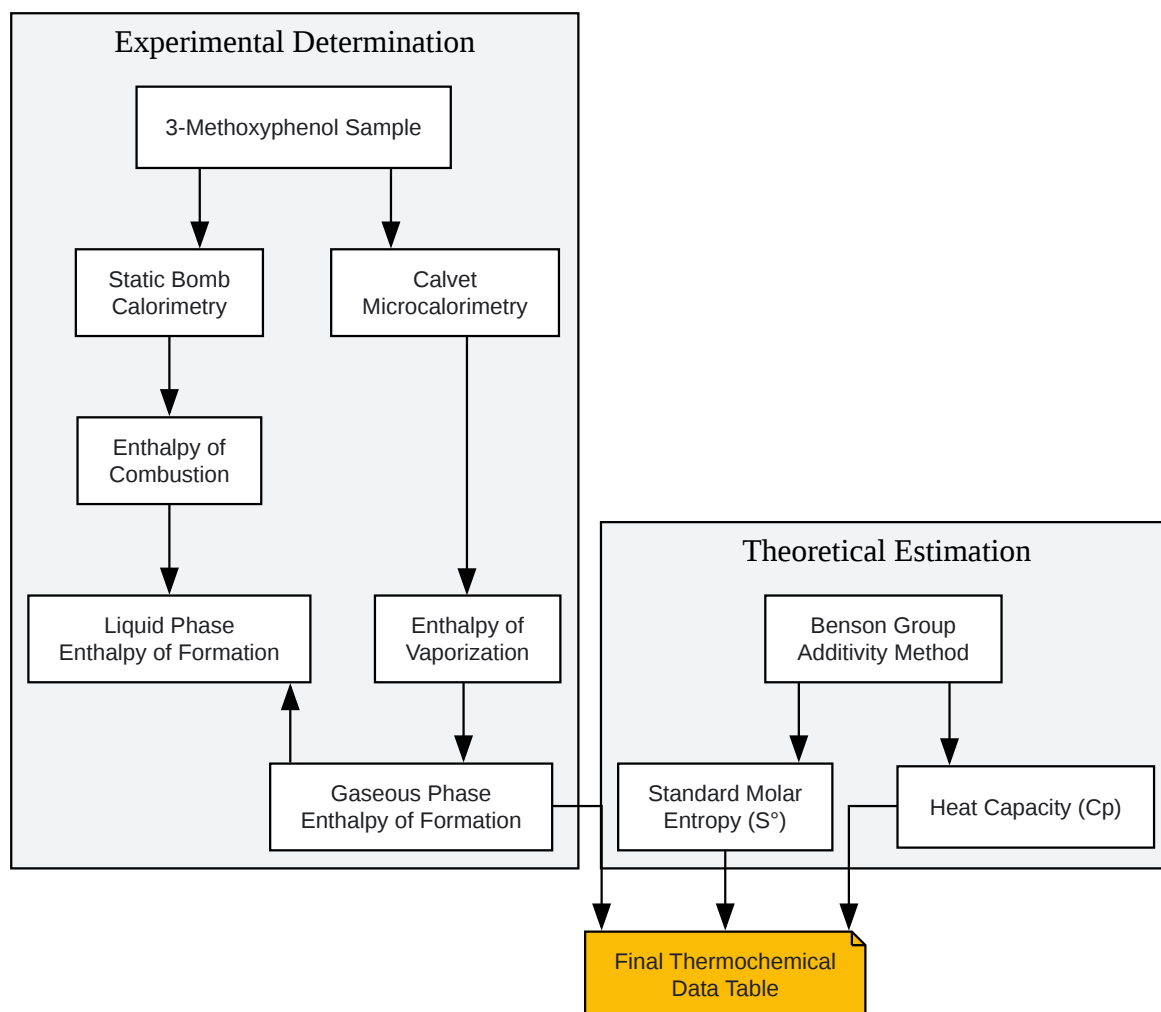 Experimental Determination
3-Methoxyphenol Sample
Static Bomb
Calorimetry
Calvet
Microcalorimetry
Enthalpy of
Combustion
Liquid Phase
Enthalpy of Formation
Enthalpy of
Vaporization
Gaseous Phase
Enthalpy of Formation
Theoretical Estimation
Benson Group
Additivity Method
Standard Molar
Entropy (S°)
Heat Capacity (Cp)
Final Thermochemical
Data Table